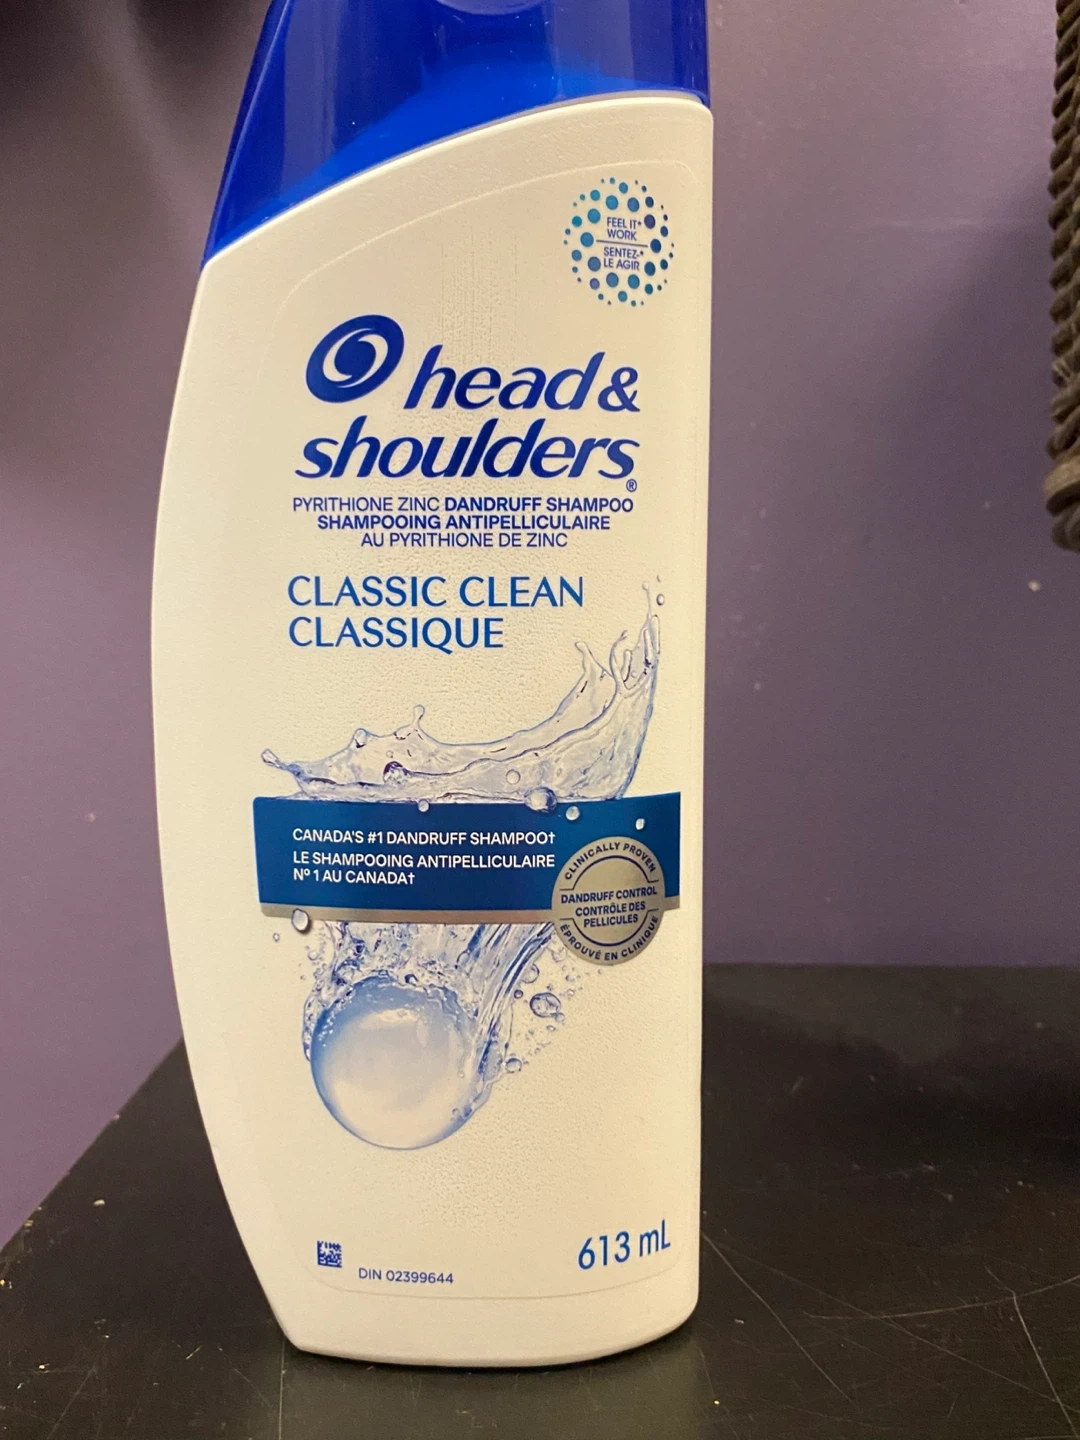 FEEL IT*
WORK
SENTEZ-*
LE AGIR
head &
shoulders®
PYRITHIONE ZINC DANDRUFF SHAMPOO
SHAMPOOING ANTIPELLICULAIRE
AU PYRITHIONE DE ZINC
CLASSIC CLEAN
CLASSIQUE
CANADA'S #1 DANDRUFF SHAMPOO†
LE SHAMPOOING ANTIPELLICULAIRE
Nº 1 AU CANADA†
CLINICALLY PROVEN
DANDRUFF CONTROL
CONTRÔLE DES
PELLICULES
ÉPROUVÉ EN CLINIQUE
613 mL
DIN 02399644